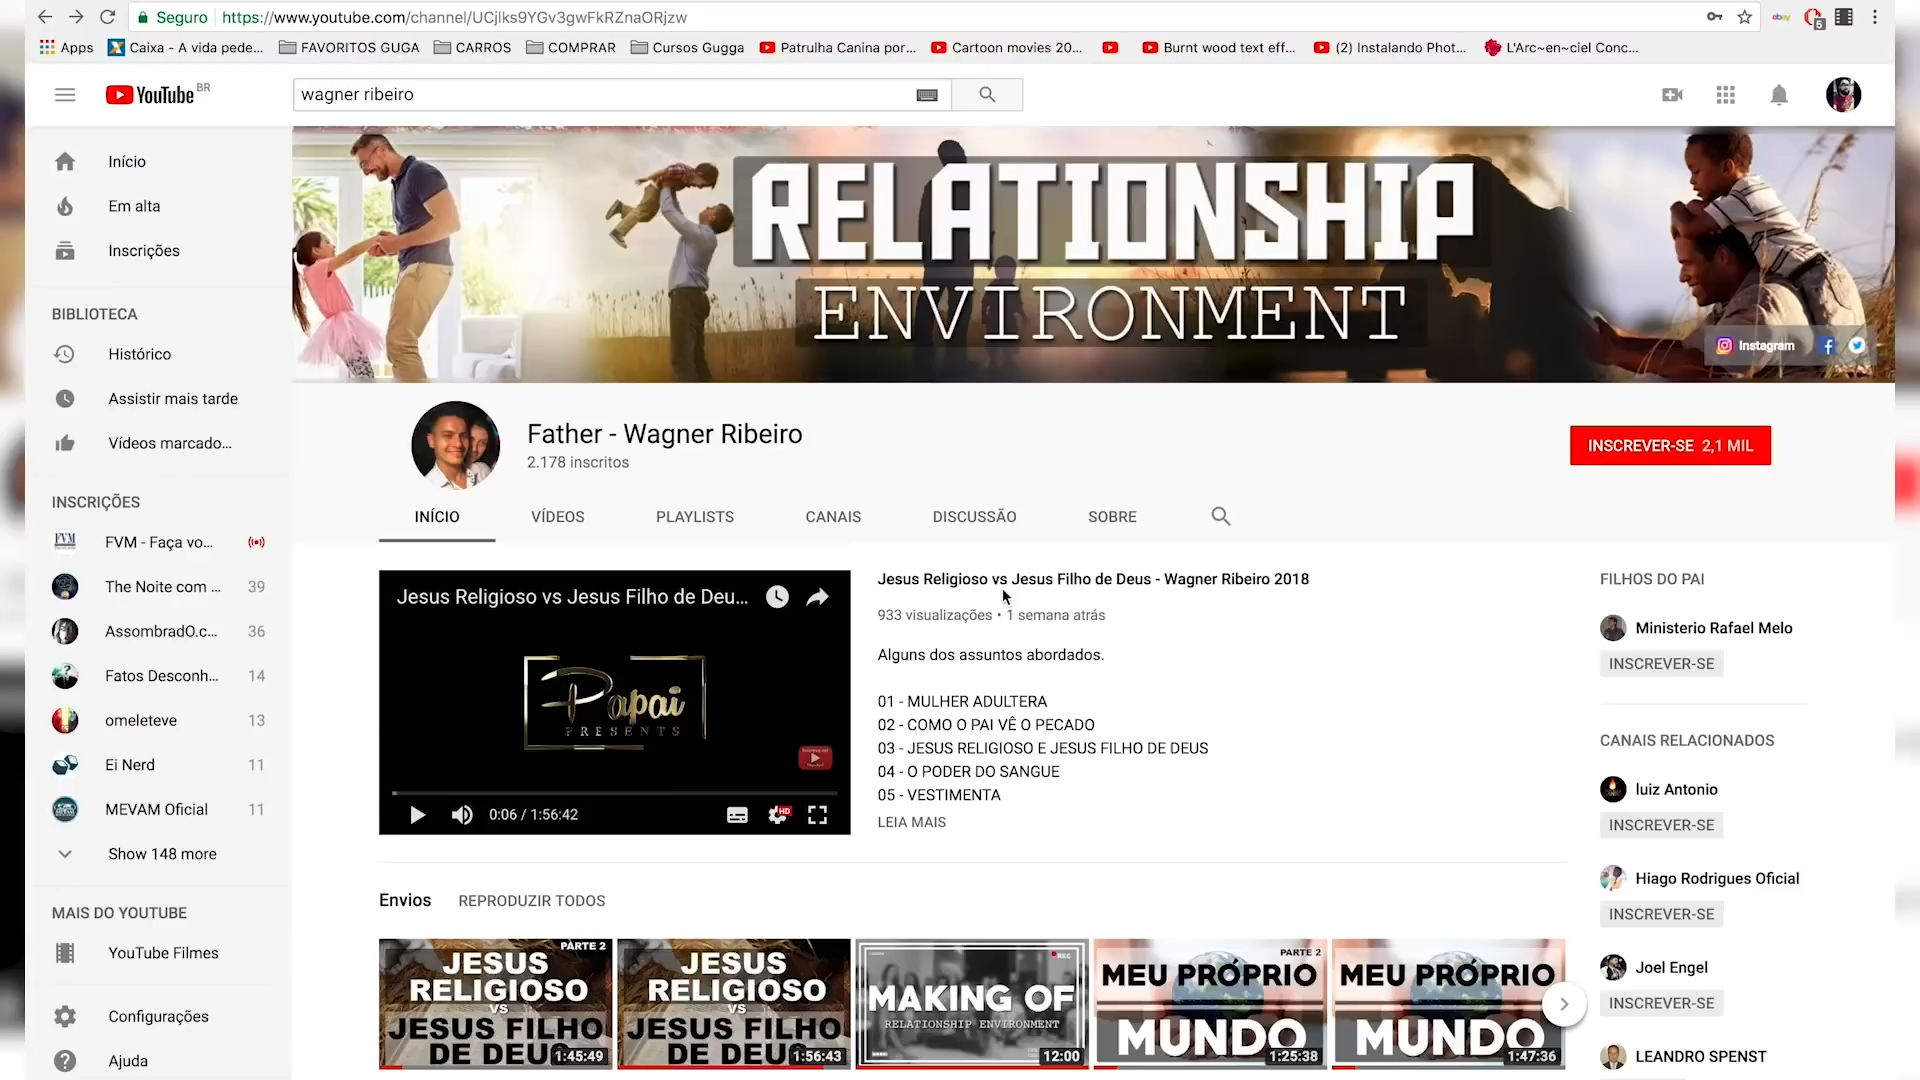 Seguro https://www.youtube.com/channel/UCjlks9YGv3gwFkRZnaORjzw
Apps Caixa - A vida pede... FAVORITOS GUGA CARROS COMPRAR Cursos Gugga Patrulha Canina por... Cartoon movies 20... Burnt wood text eff... (2) Instalando Phot... L'Arc~en~ciel Conc...
ebay 5
YouTube BR
wagner ribeiro
Início
Em alta
Inscrições
BIBLIOTECA
Histórico
Assistir mais tarde
Vídeos marcado...
INSCRIÇÕES
FVM - Faça vo...
The Noite com ... 39
AssombradO.c... 36
Fatos Desconh... 14
omeleteve 13
Ei Nerd 11
MEVAM Oficial 11
Show 148 more
MAIS DO YOUTUBE
YouTube Filmes
Configurações
Ajuda
RELATIONSHIP
ENVIRONMENT
Instagram
Father - Wagner Ribeiro
2.178 inscritos
INSCREVER-SE 2,1 MIL
INÍCIO VÍDEOS PLAYLISTS CANAIS DISCUSSÃO SOBRE
Jesus Religioso vs Jesus Filho de Deu...
Papai
PRESENTS
0:06 / 1:56:42
HD
Jesus Religioso vs Jesus Filho de Deus - Wagner Ribeiro 2018
933 visualizações • 1 semana atrás
Alguns dos assuntos abordados.
01 - MULHER ADULTERA
02 - COMO O PAI VÊ O PECADO
03 - JESUS RELIGIOSO E JESUS FILHO DE DEUS
04 - O PODER DO SANGUE
05 - VESTIMENTA
LEIA MAIS
FILHOS DO PAI
Ministerio Rafael Melo
INSCREVER-SE
CANAIS RELACIONADOS
luiz Antonio
INSCREVER-SE
Hiago Rodrigues Oficial
INSCREVER-SE
Joel Engel
INSCREVER-SE
LEANDRO SPENST
Envios REPRODUZIR TODOS
PARTE 2
JESUS
RELIGIOSO
VS
JESUS FILHO
DE DEUS
1:45:49
JESUS
RELIGIOSO
VS
JESUS FILHO
DE DEUS
1:56:43
REC
MAKING OF
RELATIONSHIP ENVIRONMENT
12:00
PARTE 2
MEU PRÓPRIO
MUNDO
1:25:38
MEU PRÓPRIO
MUNDO
1:47:36